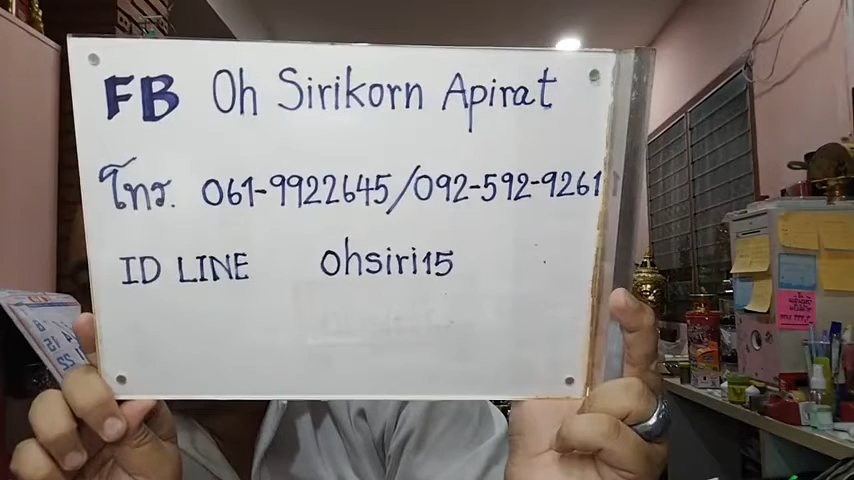 FB Oh Sirikorn Apirat
โทร. 061-9922645/092-592-9261
ID LINE ohsiri15